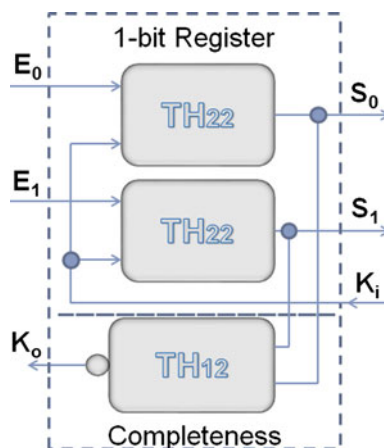 1-bit Register
E₀
TH22
S₀
E₁
TH22
S₁
Kᵢ
Kₒ
TH12
Completeness